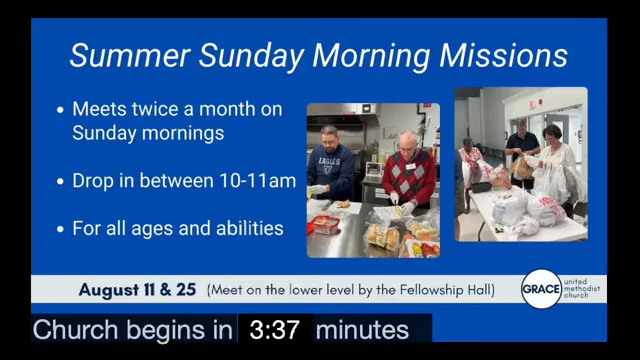 Summer Sunday Morning Missions
• Meets twice a month on
Sunday mornings
• Drop in between 10-11am
• For all ages and abilities
EAGLES
August 11 & 25 (Meet on the lower level by the Fellowship Hall)
GRACE
united
methodist
church
Church begins in 3:37 minutes